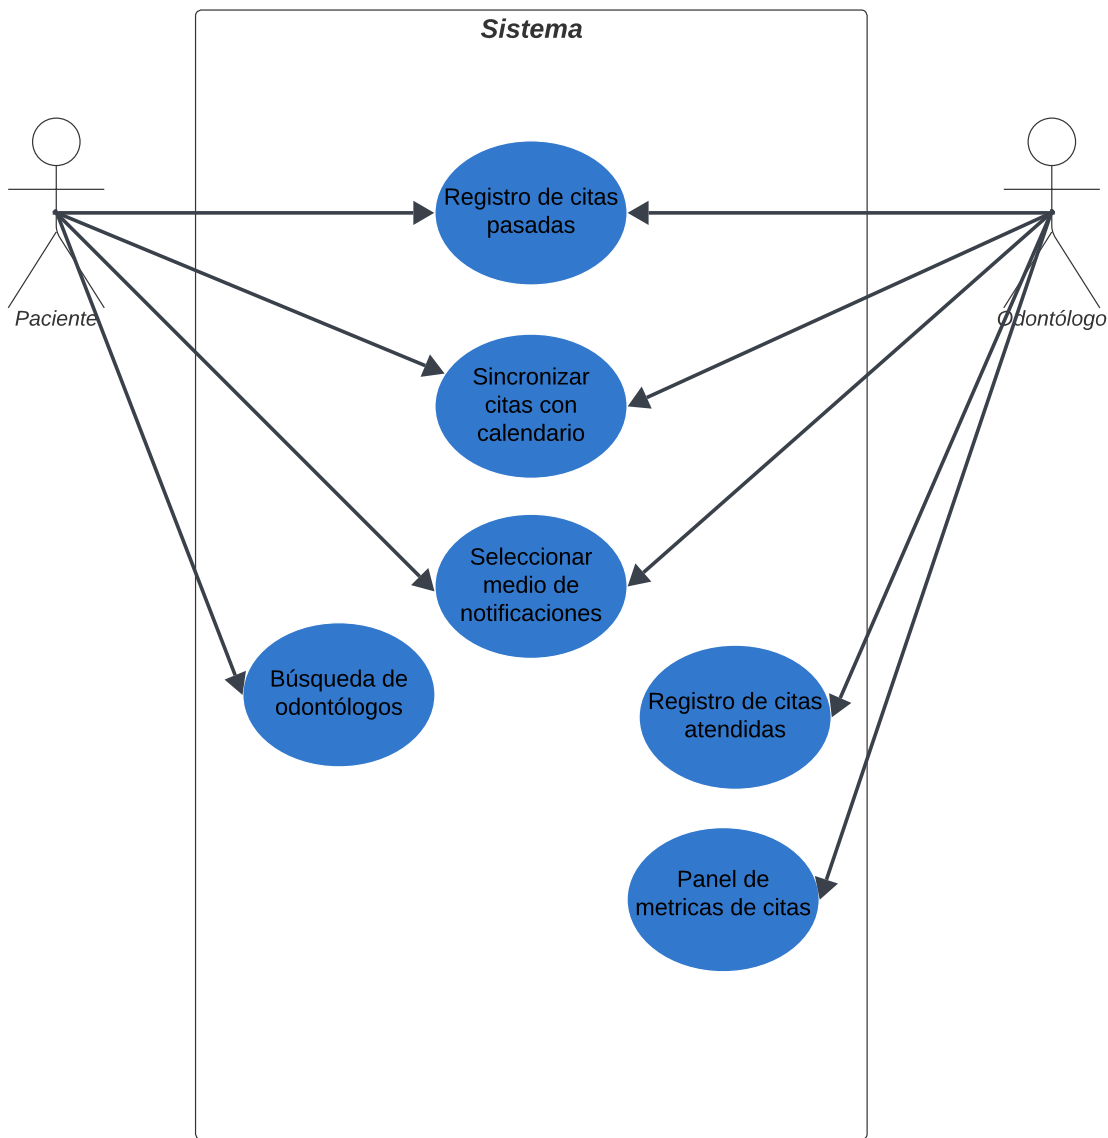 Sistema
Registro de citas
pasadas
Paciente
Odontólogo
Sincronizar
citas con
calendario
Seleccionar
medio de
notificaciones
Búsqueda de
odontólogos
Registro de citas
atendidas
Panel de
metricas de citas